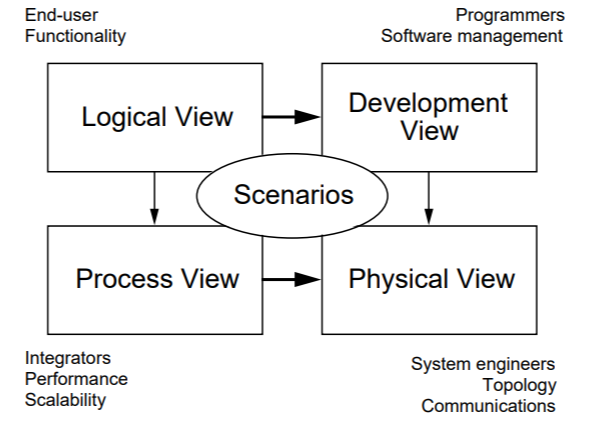 End-user
Functionality
Programmers
Software management
Logical View
Development
View
Scenarios
Process View
Physical View
Integrators
Performance
Scalability
System engineers
Topology
Communications